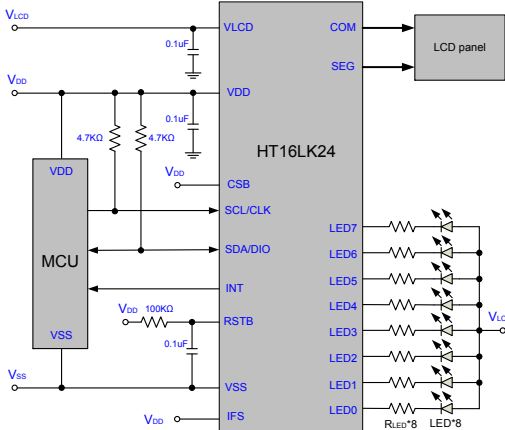 VLCD
VLCD
COM
0.1uF
SEG
LCD panel
VDD
VDD
0.1uF
4.7KΩ
4.7KΩ
HT16LK24
VDD
VDD
CSB
SCL/CLK
LED7
MCU
SDA/DIO
LED6
LED5
INT
LED4
VDD
100KΩ
RSTB
LED3
VSS
0.1uF
LED2
VSS
VSS
LED1
VDD
IFS
LED0
RLED*8
LED*8